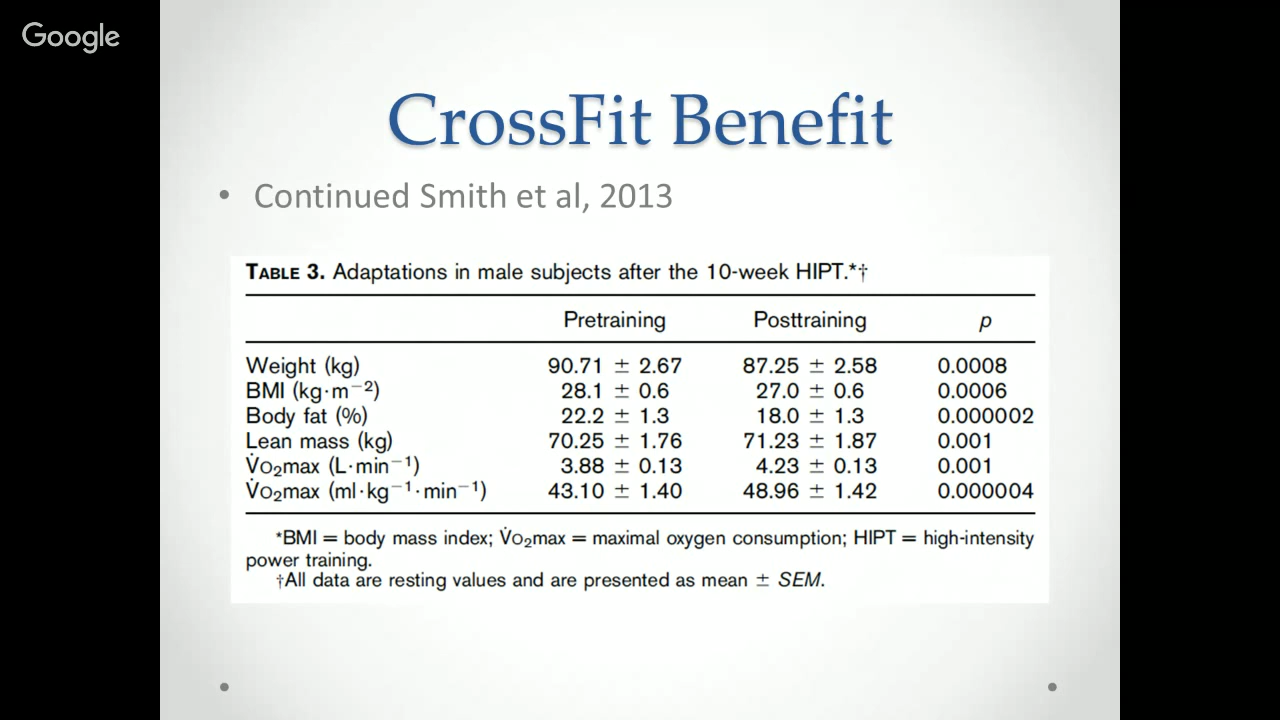 Google
CrossFit Benefit
• Continued Smith et al, 2013
TABLE 3. Adaptations in male subjects after the 10-week HIPT.*†
Pretraining Posttraining p
Weight (kg) 90.71 ± 2.67 87.25 ± 2.58 0.0008
BMI (kg·m⁻²) 28.1 ± 0.6 27.0 ± 0.6 0.0006
Body fat (%) 22.2 ± 1.3 18.0 ± 1.3 0.000002
Lean mass (kg) 70.25 ± 1.76 71.23 ± 1.87 0.001
V̇O₂max (L·min⁻¹) 3.88 ± 0.13 4.23 ± 0.13 0.001
V̇O₂max (ml·kg⁻¹·min⁻¹) 43.10 ± 1.40 48.96 ± 1.42 0.000004
*BMI = body mass index; V̇O₂max = maximal oxygen consumption; HIPT = high-intensity
power training.
†All data are resting values and are presented as mean ± SEM.